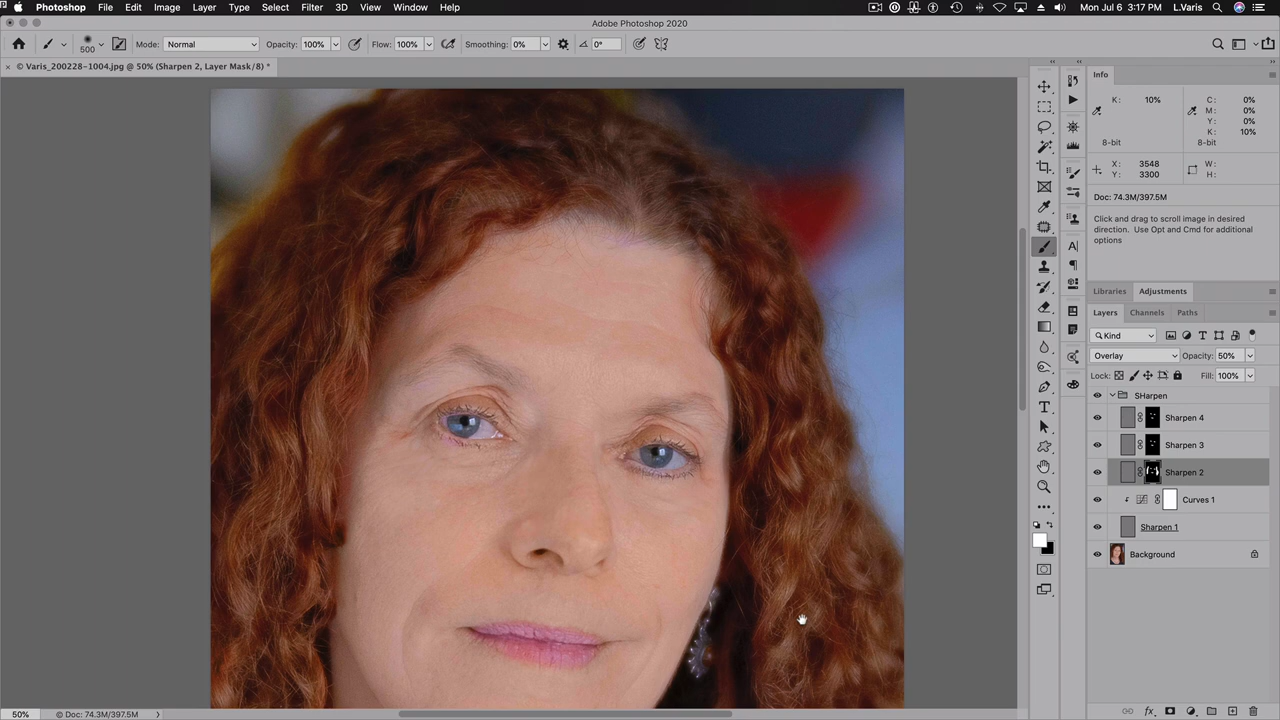 Photoshop File Edit Image Layer Type Select Filter 3D View Window Help Mon Jul 6 3:17 PM L.Varis
Adobe Photoshop 2020
500 Mode: Normal Opacity: 100% Flow: 100% Smoothing: 0% 0°
© Varis_200228-1004.jpg @ 50% (Sharpen 2, Layer Mask/8) *
Info
K: 10% C: 0%
M: 0%
Y: 0%
K: 10%
8-bit 8-bit
X: 3548 W:
Y: 3300 H:
Doc: 74.3M/397.5M
Click and drag to scroll image in desired
direction. Use Opt and Cmd for additional
options
Libraries Adjustments
Layers Channels Paths
Kind
Overlay Opacity: 50%
Lock: Fill: 100%
SHarpen
Sharpen 4
Sharpen 3
Sharpen 2
Curves 1
Sharpen 1
Background
50% © Doc: 74.3M/397.5M